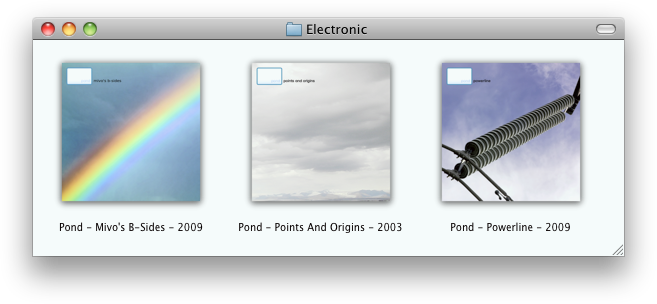 Electronic
mivo's b-sides
points and origins
powerline
Pond - Mivo's B-Sides - 2009
Pond - Points And Origins - 2003
Pond - Powerline - 2009